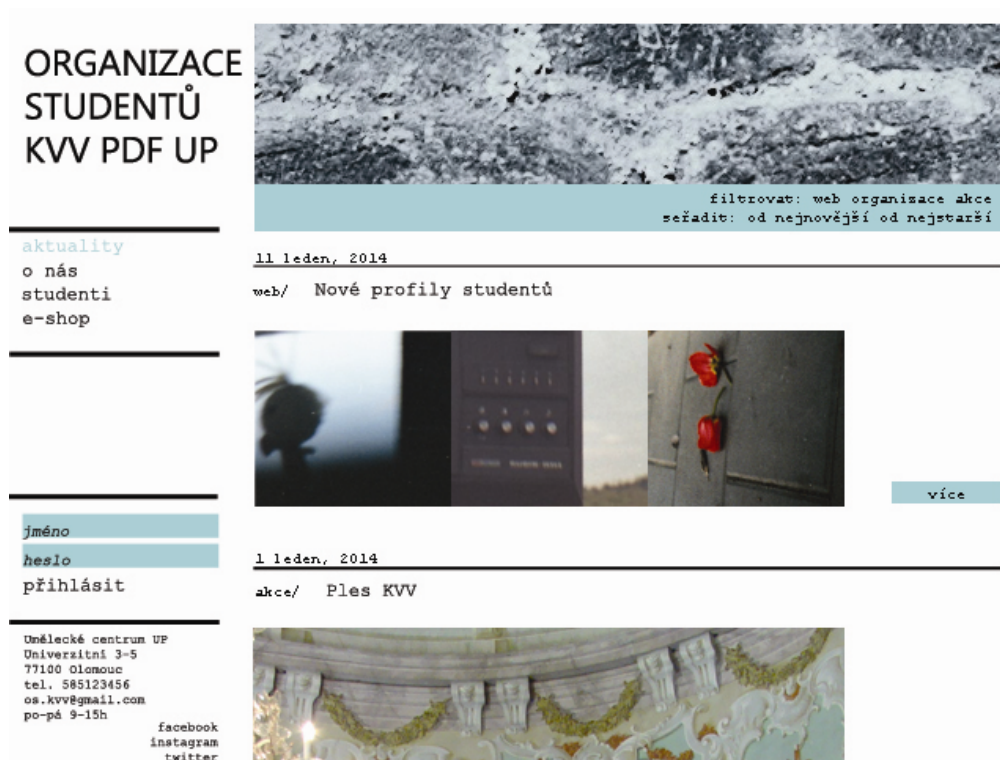 ORGANIZACE
STUDENTŮ
KVV PDF UP
filtrovat: web organizace akce
seřadit: od nejnovější od nejstarší
aktuality
o nás
studenti
e-shop
11 leden, 2014
web/ Nové profily studentů
více
jméno
heslo
přihlásit
1 leden, 2014
akce/ Ples KVV
Umělecké centrum UP
Univerzitní 3-5
77100 Olomouc
tel. 585123456
os.kvv@gmail.com
po-pá 9-15h
facebook
instagram
twitter